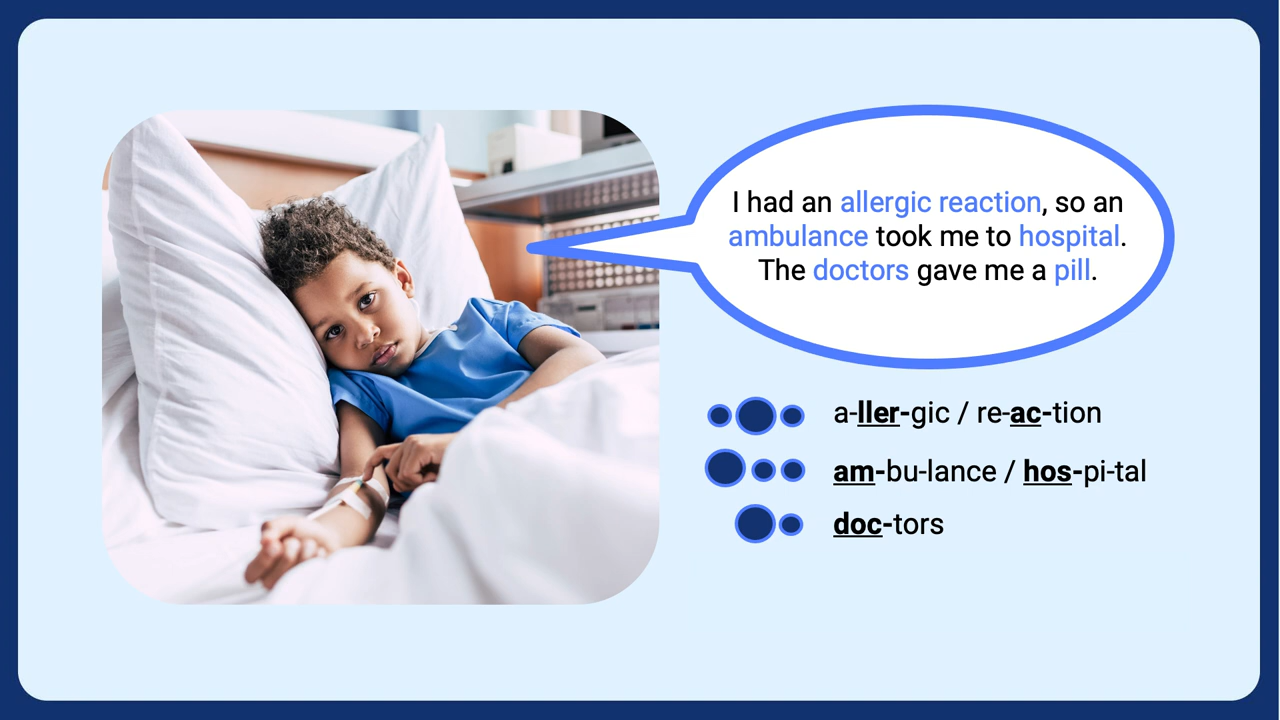 I had an allergic reaction, so an
ambulance took me to hospital.
The doctors gave me a pill.
a-ller-gic / re-ac-tion
am-bu-lance / hos-pi-tal
doc-tors